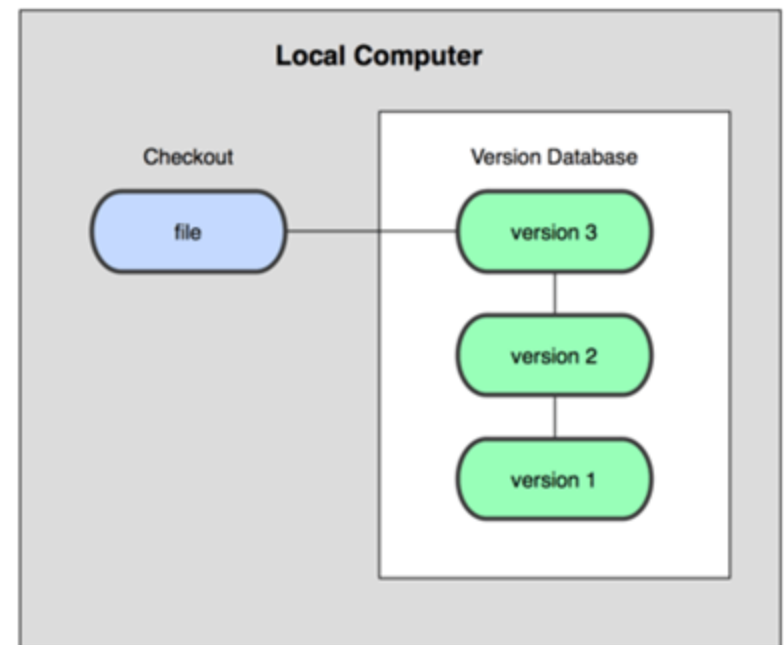 Local Computer
Checkout
Version Database
file
version 3
version 2
version 1